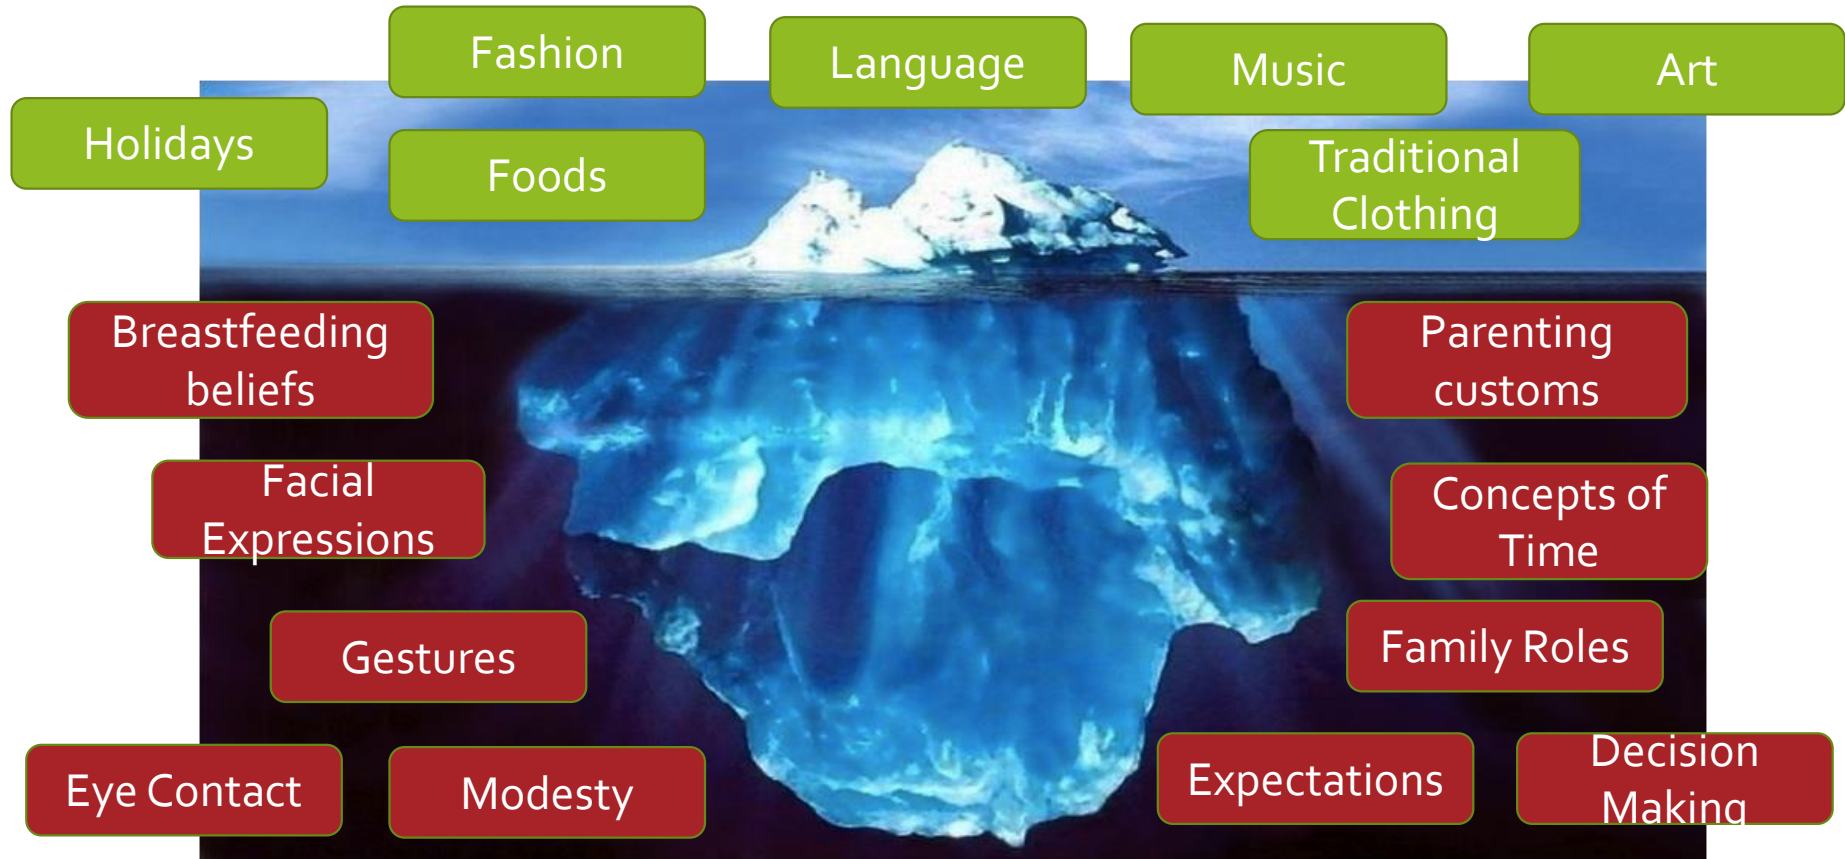 Fashion
Language
Music
Art
Holidays
Foods
Traditional
Clothing
Breastfeeding
beliefs
Parenting
customs
Facial
Expressions
Concepts of
Time
Gestures
Family Roles
Eye Contact
Modesty
Expectations
Decision
Making